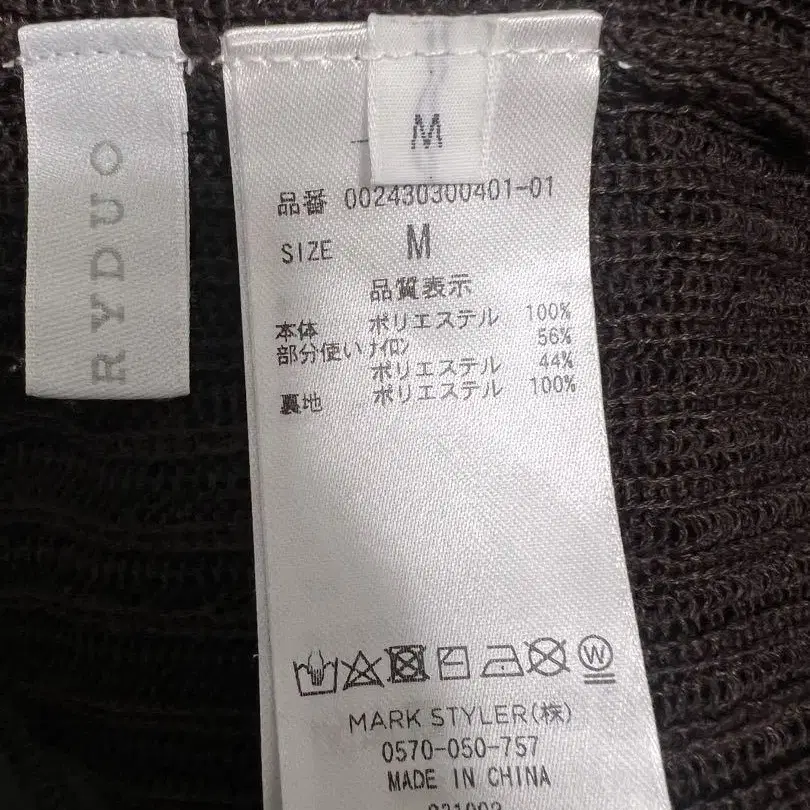 RYDUO
M
品番 002430300401-01
SIZE M
品質表示
本体 ポリエステル 100%
部分使い ナイロン 56%
ポリエステル 44%
裏地 ポリエステル 100%
W
MARK STYLER(株)
0570-050-757
MADE IN CHINA